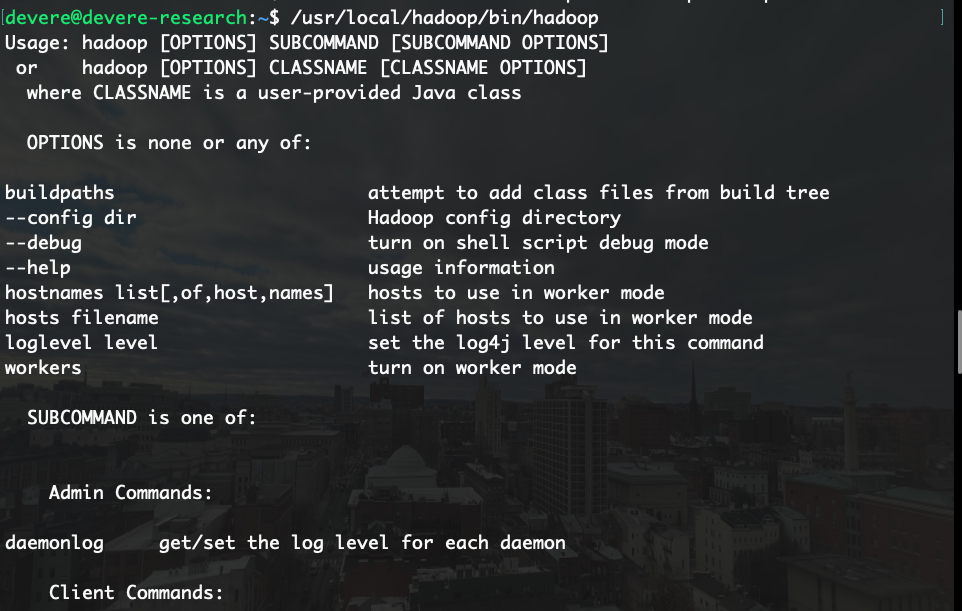 [devere@devere-research:~$ /usr/local/hadoop/bin/hadoop ]
Usage: hadoop [OPTIONS] SUBCOMMAND [SUBCOMMAND OPTIONS]
or hadoop [OPTIONS] CLASSNAME [CLASSNAME OPTIONS]
where CLASSNAME is a user-provided Java class
OPTIONS is none or any of:
buildpaths attempt to add class files from build tree
--config dir Hadoop config directory
--debug turn on shell script debug mode
--help usage information
hostnames list[,of,host,names] hosts to use in worker mode
hosts filename list of hosts to use in worker mode
loglevel level set the log4j level for this command
workers turn on worker mode
SUBCOMMAND is one of:
Admin Commands:
daemonlog get/set the log level for each daemon
Client Commands: